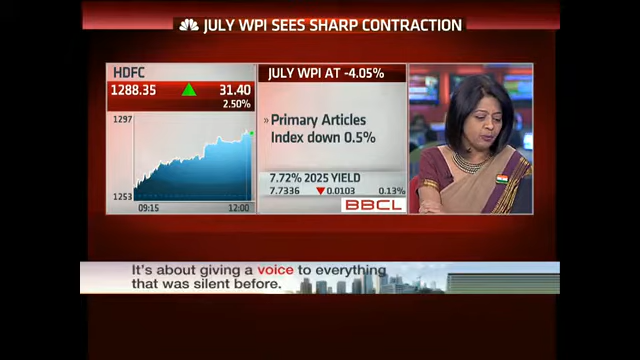 JULY WPI SEES SHARP CONTRACTION
HDFC
1288.35 31.40
2.50%
1297
1253
09:15 12:00
JULY WPI AT -4.05%
» Primary Articles
Index down 0.5%
7.72% 2025 YIELD
7.7336 0.0103 0.13%
BBCL
It's about giving a voice to everything
that was silent before.